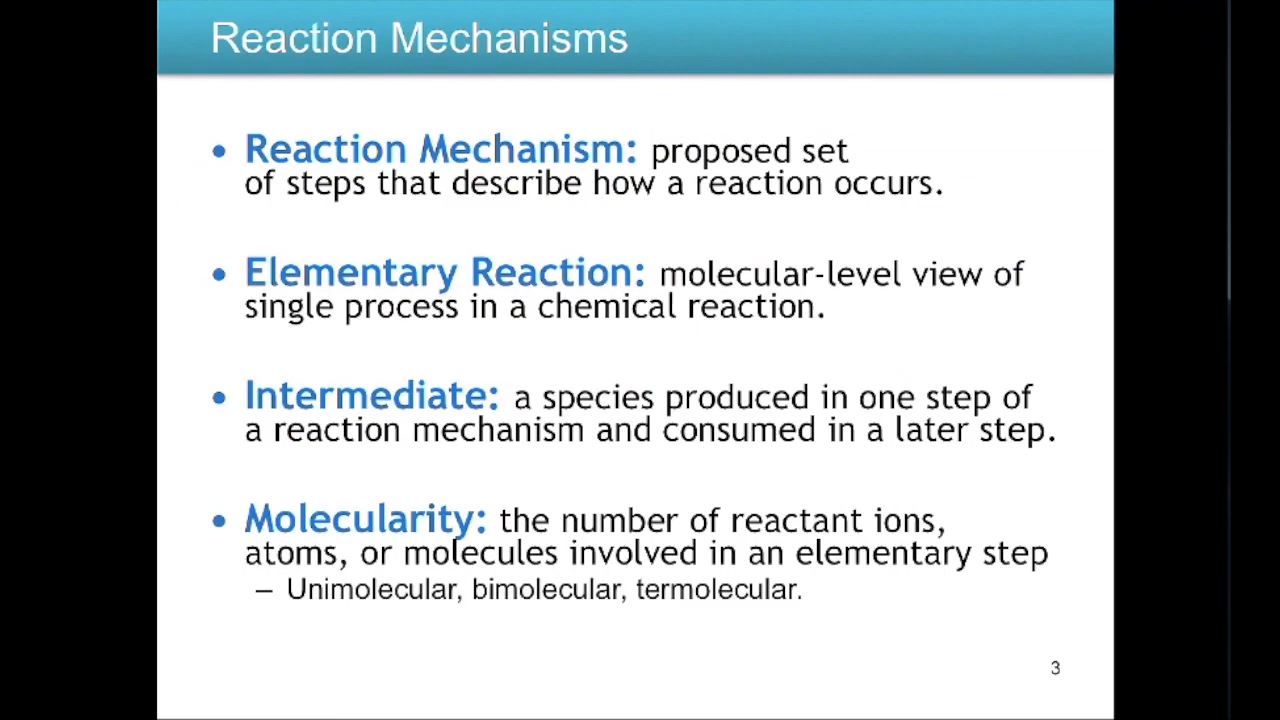 Reaction Mechanisms
• Reaction Mechanism: proposed set
of steps that describe how a reaction occurs.
• Elementary Reaction: molecular-level view of
single process in a chemical reaction.
• Intermediate: a species produced in one step of
a reaction mechanism and consumed in a later step.
• Molecularity: the number of reactant ions,
atoms, or molecules involved in an elementary step
– Unimolecular, bimolecular, termolecular.
3